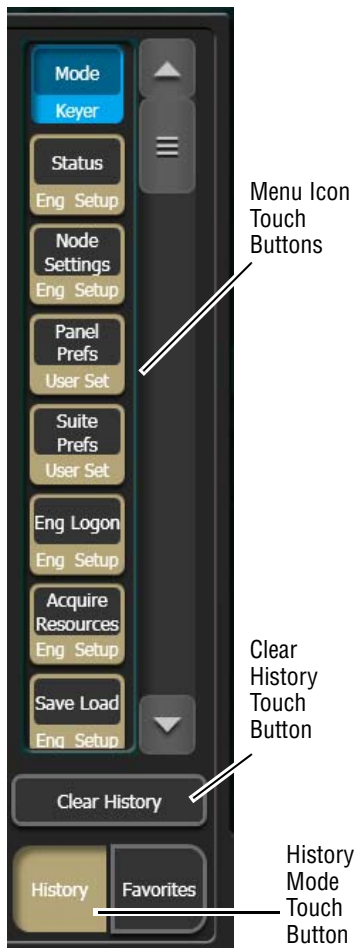 Mode
Keyer
Status
Eng Setup
Node
Settings
Eng Setup
Panel
Prefs
User Set
Suite
Prefs
User Set
Eng Logon
Eng Setup
Acquire
Resources
Eng Setup
Save Load
Eng Setup
Clear History
History
Favorites
Menu Icon
Touch
Buttons
Clear
History
Touch
Button
History
Mode
Touch
Button